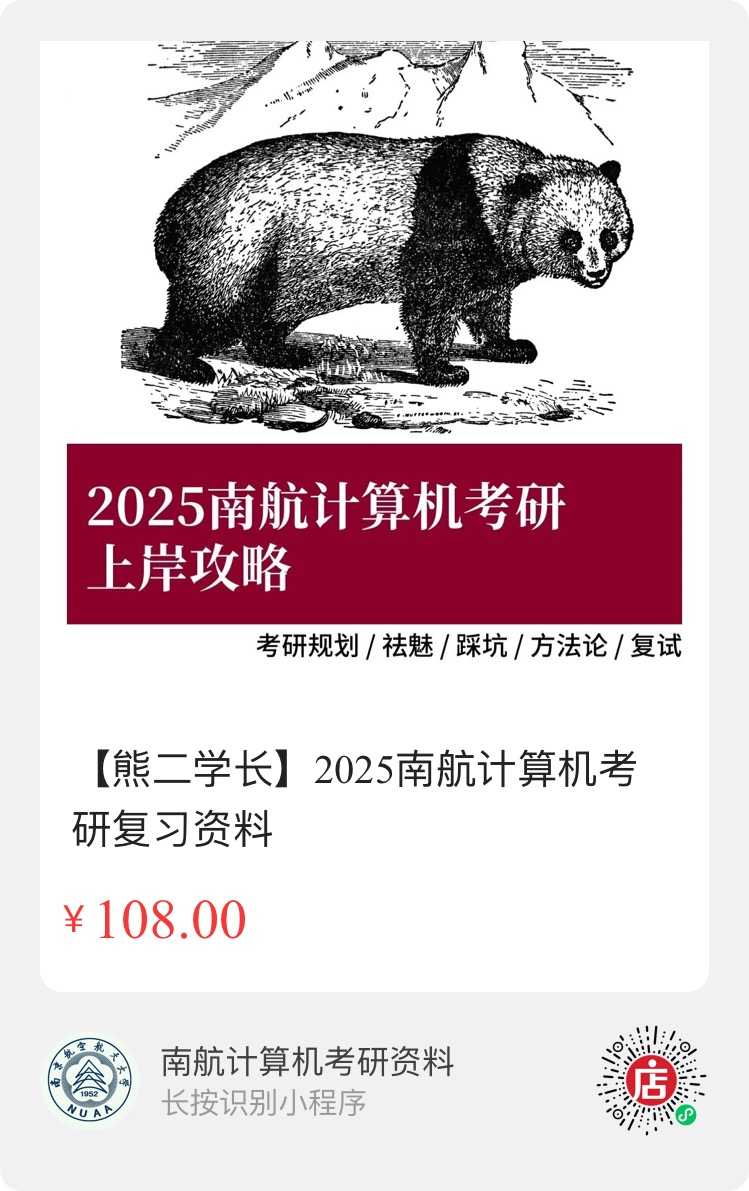 2025南航计算机考研
上岸攻略
考研规划 / 祛魅 / 踩坑 / 方法论 / 复试
【熊二学长】2025南航计算机考
研复习资料
¥ 108.00
南京航空航天大学
1952
NUAA
南航计算机考研资料
长按识别小程序
店